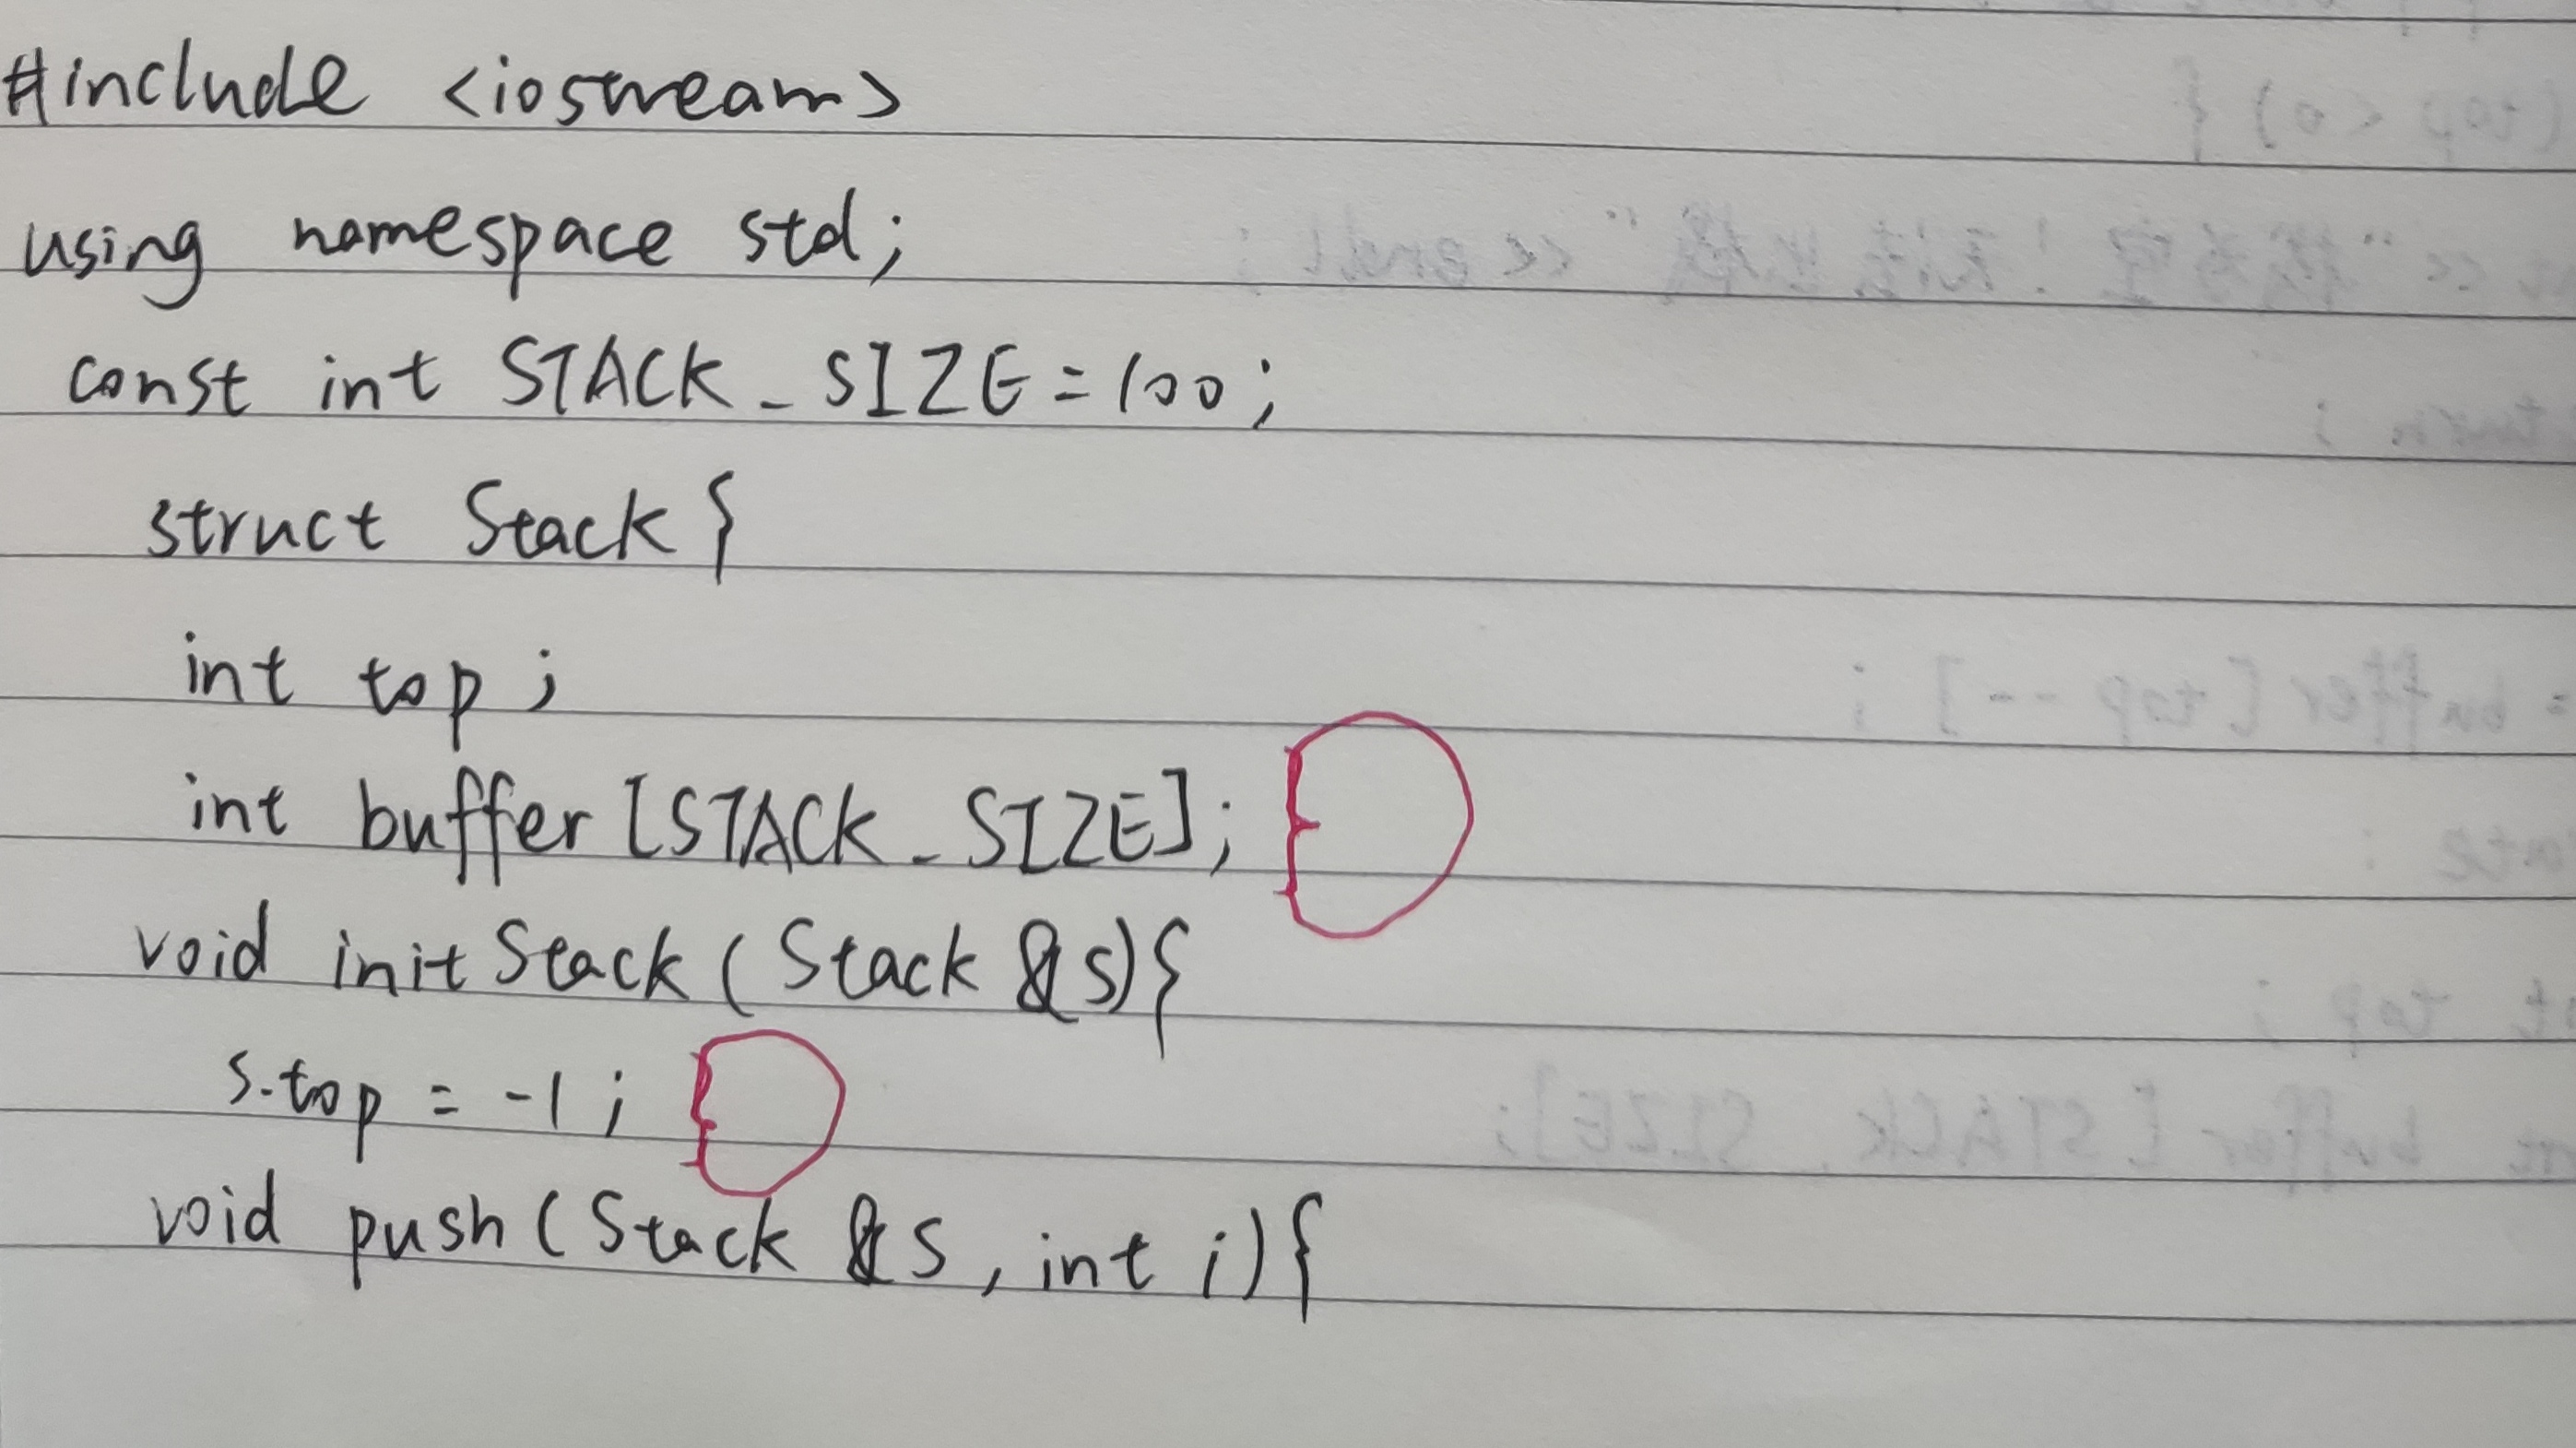 #include <iostream>
using namespace std;
const int STACK_SIZE=100;
struct Stack {
int top;
int buffer [STACK_SIZE];
void initStack (Stack &s){
s.top = -1;
void push (Stack &s, int i){